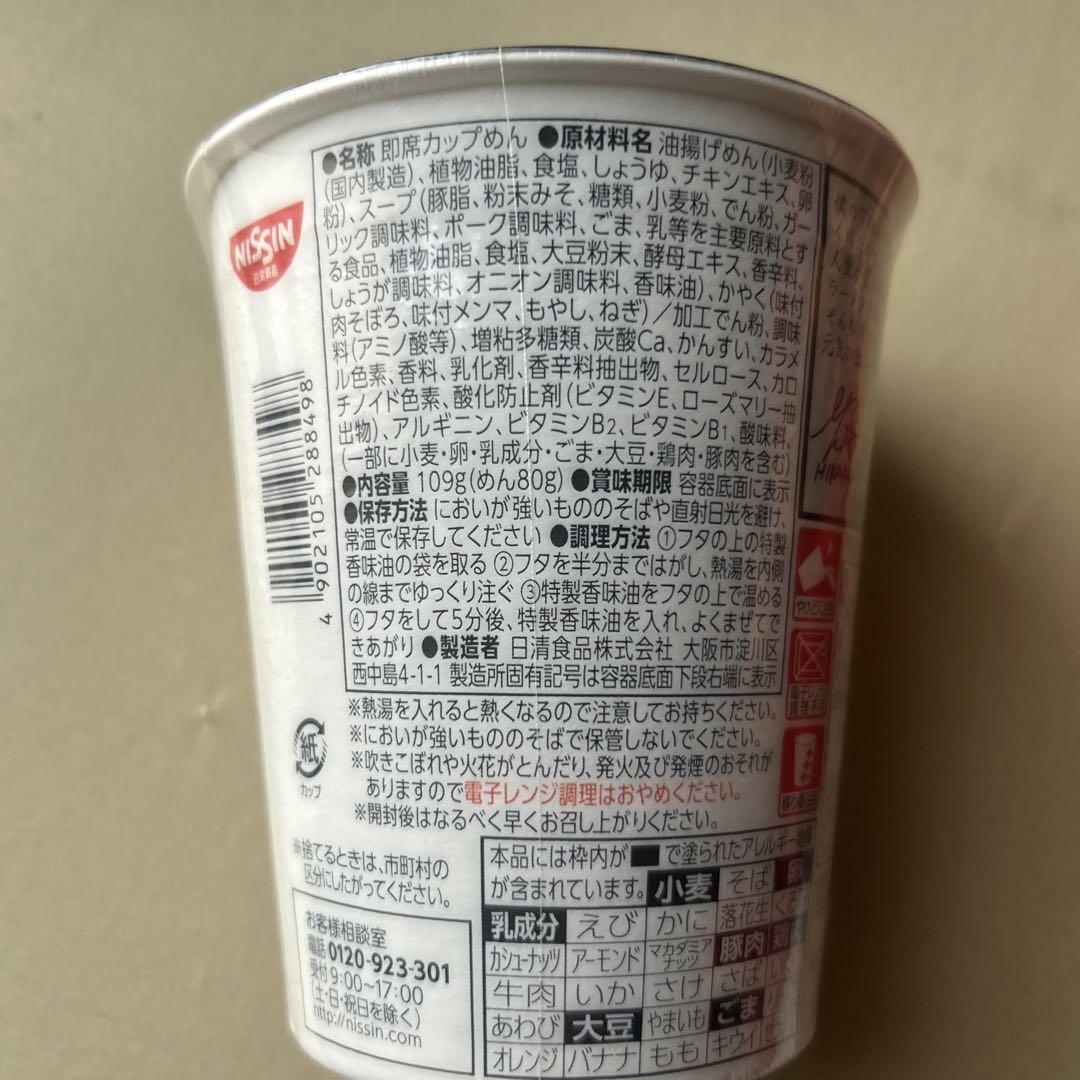 ●名称 即席カップめん ●原材料名 油揚げめん(小麦粉
(国内製造)、植物油脂、食塩、しょうゆ、チキンエキス、卵
粉)、スープ(豚脂、粉末みそ、糖類、小麦粉、でん粉、ガー
リック調味料、ポーク調味料、ごま、乳等を主要原料とす
る食品、植物油脂、食塩、大豆粉末、酵母エキス、香辛料、
しょうが調味料、オニオン調味料、香味油)、かやく(味付
肉そぼろ、味付メンマ、もやし、ねぎ)/加工でん粉、調味
料(アミノ酸等)、増粘多糖類、炭酸Ca、かんすい、カラメ
ル色素、香料、乳化剤、香辛料抽出物、セルロース、カロ
チノイド色素、酸化防止剤(ビタミンE、ローズマリー抽
出物)、アルギニン、ビタミンB2、ビタミンB1、酸味料、
(一部に小麦・卵・乳成分・ごま・大豆・鶏肉・豚肉を含む)
●内容量 109g(めん80g) ●賞味期限 容器底面に表示
●保存方法 においが強いもののそばや直射日光を避け、
常温で保存してください ●調理方法 ①フタの上の特製
香味油の袋を取る ②フタを半分まではがし、熱湯を内側
の線までゆっくり注ぐ ③特製香味油をフタの上で温める
④フタをして5分後、特製香味油を入れ、よくまぜてで
きあがり ●製造者 日清食品株式会社 大阪市淀川区
西中島4-1-1 製造所固有記号は容器底面下段右端に表示
NISSIN
日清食品
4 902105 288498
紙
カップ
※熱湯を入れると熱くなるので注意してお持ちください。
※においが強いもののそばで保管しないでください。
※吹きこぼれや火花がとんだり、発火及び発煙のおそれが
ありますので電子レンジ調理はおやめください。
※開封後はなるべく早くお召し上がりください。
やけどに注意
電子レンジ
調理不可
移り香注意
※捨てるときは、市町村の
区分にしたがってください。
お客様相談室
電話 0120-923-301
受付 9:00~17:00
(土・日・祝日を除く)
http://nissin.com
本品には枠内が■で塗られたアレルギー物質
が含まれています。 小麦 そば 卵
乳成分 えび かに 落花生 くる
カシューナッツ アーモンド マカダミアナッツ 豚肉 鶏
牛肉 いか さけ さば
あわび 大豆 やまいも ごま
オレンジ バナナ もも キウイ